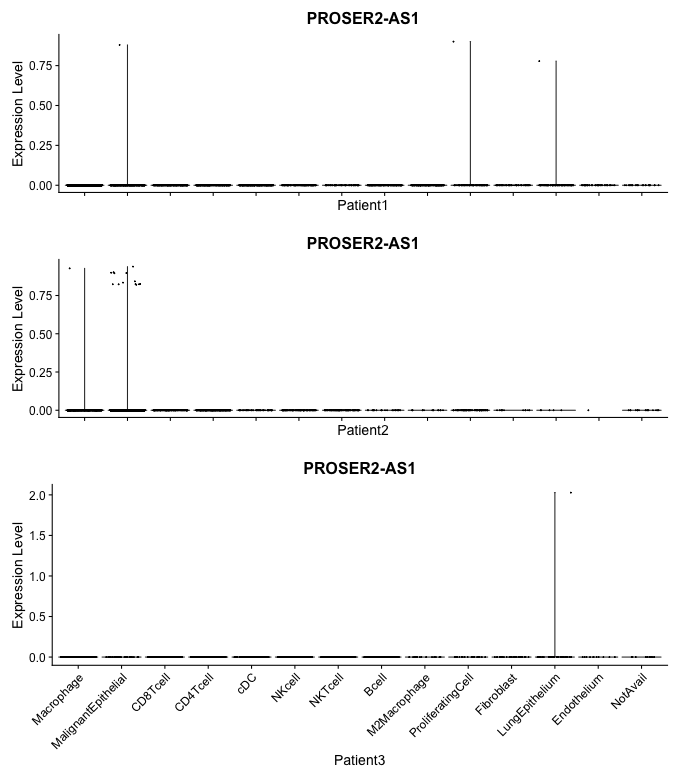 PROSER2-AS1
Expression Level
0.75
0.50
0.25
0.00
Patient1
PROSER2-AS1
Expression Level
0.75
0.50
0.25
0.00
Patient2
PROSER2-AS1
Expression Level
2.0
1.5
1.0
0.5
0.0
Macrophage
MalignantEpithelial
CD8Tcell
CD4Tcell
cDC
NKcell
NKTcell
Bcell
M2Macrophage
ProliferatingCell
Fibroblast
LungEpithelium
Endothelium
NotAvail
Patient3